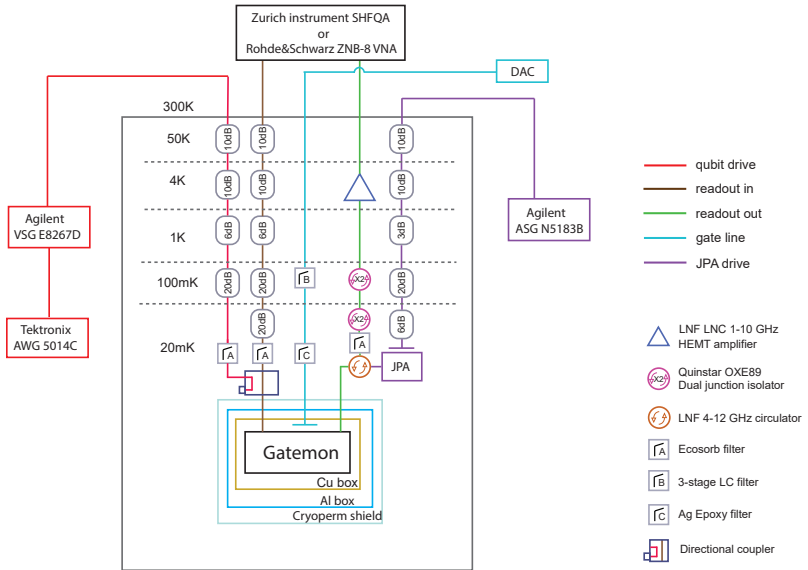 Zurich instrument SHFQA
or
Rohde&Schwarz ZNB-8 VNA
DAC
300K
50K
10dB
10dB
10dB
4K
10dB
10dB
10dB
Agilent
VSG E8267D
1K
6dB
6dB
3dB
Agilent
ASG N5183B
100mK
20dB
20dB
B
X2
20dB
Tektronix
AWG 5014C
20mK
20dB
X2
6dB
A
A
C
A
JPA
Gatemon
Cu box
Al box
Cryoperm shield
qubit drive
readout in
readout out
gate line
JPA drive
LNF LNC 1-10 GHz
HEMT amplifier
X2
Quinstar OXE89
Dual junction isolator
LNF 4-12 GHz circulator
A
Ecosorb filter
B
3-stage LC filter
C
Ag Epoxy filter
Directional coupler